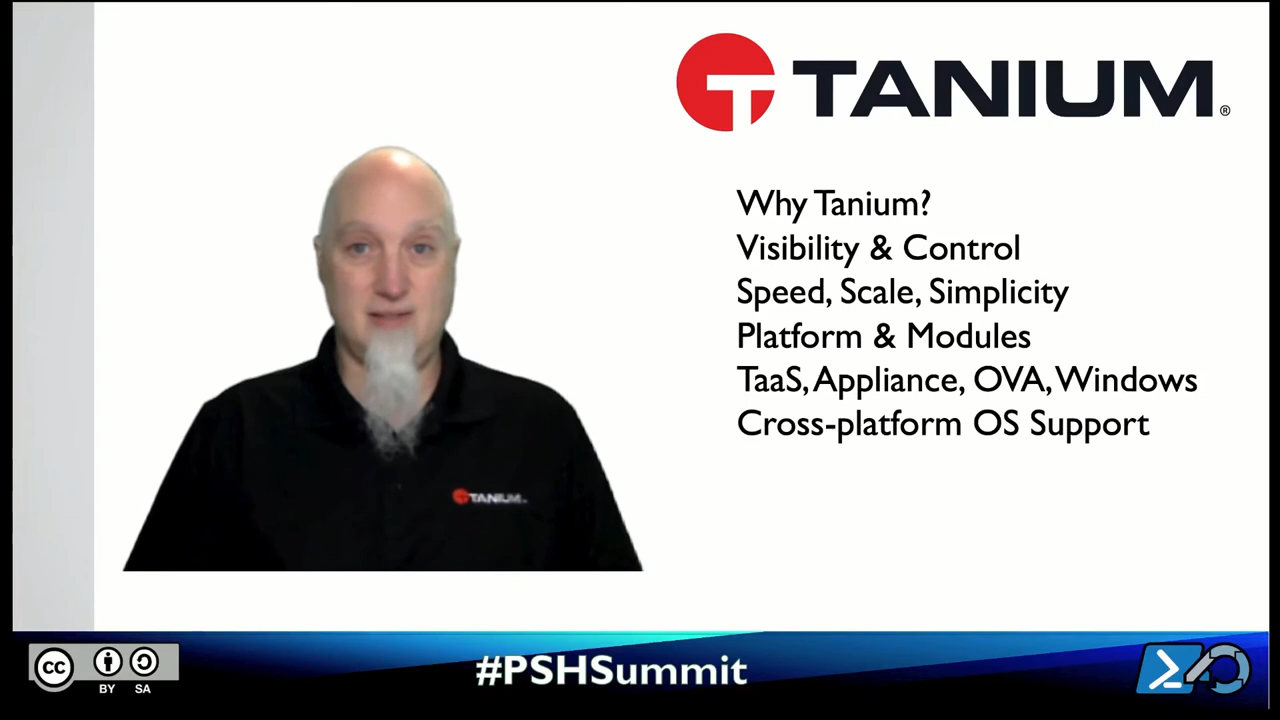 TANIUM®
Why Tanium?
Visibility & Control
Speed, Scale, Simplicity
Platform & Modules
TaaS, Appliance, OVA, Windows
Cross-platform OS Support
TANIUM
cc
BY SA
#PSHSummit